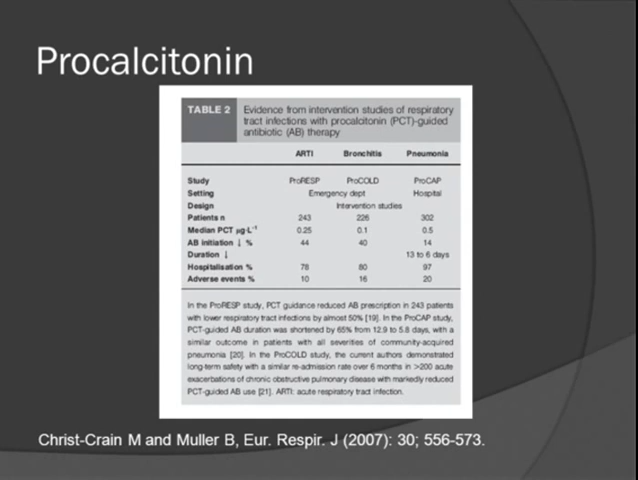 Procalcitonin
TABLE 2 Evidence from intervention studies of respiratory
tract infections with procalcitonin (PCT)-guided
antibiotic (AB) therapy
ARTI Bronchitis Pneumonia
Study ProRESP ProCOLD ProCAP
Setting Emergency dept Hospital
Design Intervention studies
Patients n 243 226 302
Median PCT µg·L⁻¹ 0.25 0.1 0.5
AB initiation ↓ % 44 40 14
Duration ↓ 13 to 6 days
Hospitalisation % 78 80 97
Adverse events % 10 16 20
In the ProRESP study, PCT guidance reduced AB prescription in 243 patients
with lower respiratory tract infections by almost 50% [19]. In the ProCAP study,
PCT-guided AB duration was shortened by 65% from 12.9 to 5.8 days, with a
similar outcome in patients with all severities of community-acquired
pneumonia [20]. In the ProCOLD study, the current authors demonstrated
long-term safety with a similar re-admission rate over 6 months in >200 acute
exacerbations of chronic obstructive pulmonary disease with markedly reduced
PCT-guided AB use [21]. ARTI: acute respiratory tract infection.
Christ-Crain M and Muller B, Eur. Respir. J (2007): 30; 556-573.